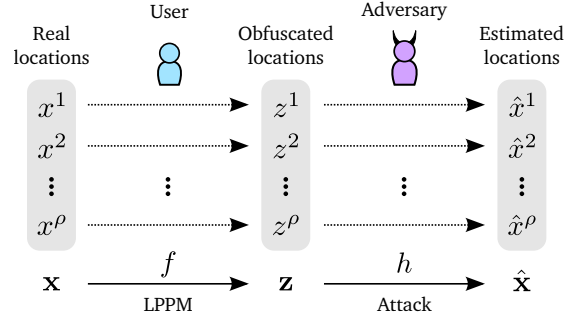 User
Adversary
Real
locations
Obfuscated
locations
Estimated
locations
x¹ z¹ x̂¹
x² z² x̂²
⋮ ⋮ ⋮ ⋮ ⋮
x^ρ z^ρ x̂^ρ
f h
x z x̂
LPPM Attack